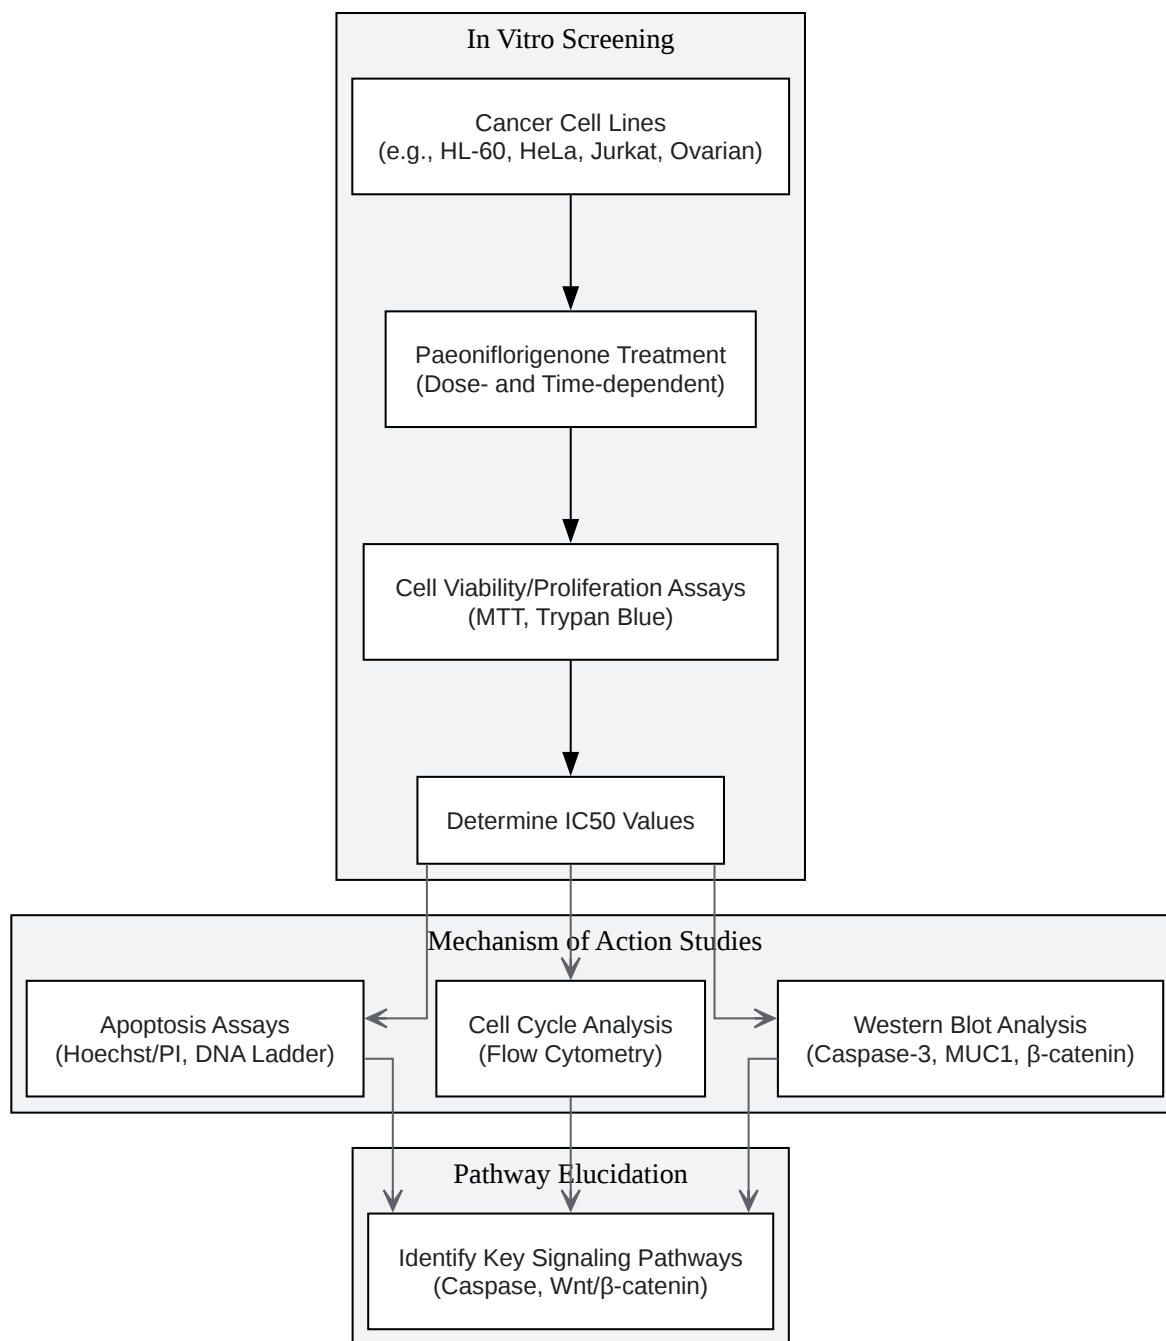 In Vitro Screening
Cancer Cell Lines
(e.g., HL-60, HeLa, Jurkat, Ovarian)
Paeoniflorigenone Treatment
(Dose- and Time-dependent)
Cell Viability/Proliferation Assays
(MTT, Trypan Blue)
Determine IC50 Values
Mechanism of Action Studies
Apoptosis Assays
(Hoechst/PI, DNA Ladder)
Cell Cycle Analysis
(Flow Cytometry)
Western Blot Analysis
(Caspase-3, MUC1, β-catenin)
Pathway Elucidation
Identify Key Signaling Pathways
(Caspase, Wnt/β-catenin)